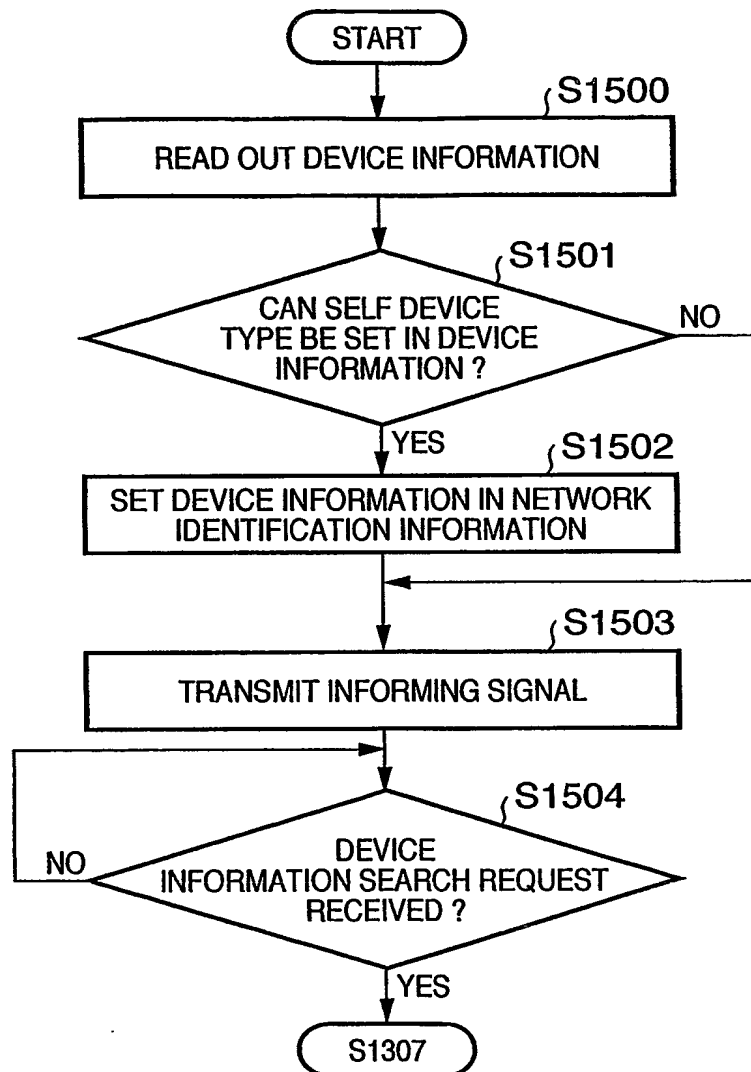 START
S1500
READ OUT DEVICE INFORMATION
S1501
CAN SELF DEVICE
TYPE BE SET IN DEVICE
INFORMATION ?
NO
YES
S1502
SET DEVICE INFORMATION IN NETWORK
IDENTIFICATION INFORMATION
S1503
TRANSMIT INFORMING SIGNAL
S1504
DEVICE
INFORMATION SEARCH REQUEST
RECEIVED ?
NO
YES
S1307